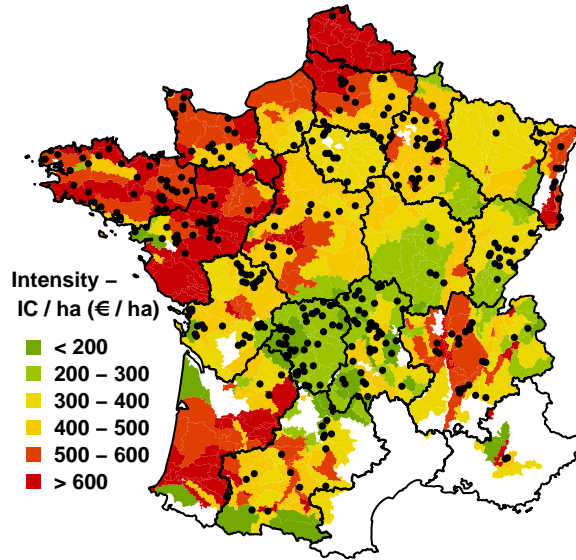 Intensity –
IC / ha (€ / ha)
< 200
200 – 300
300 – 400
400 – 500
500 – 600
> 600